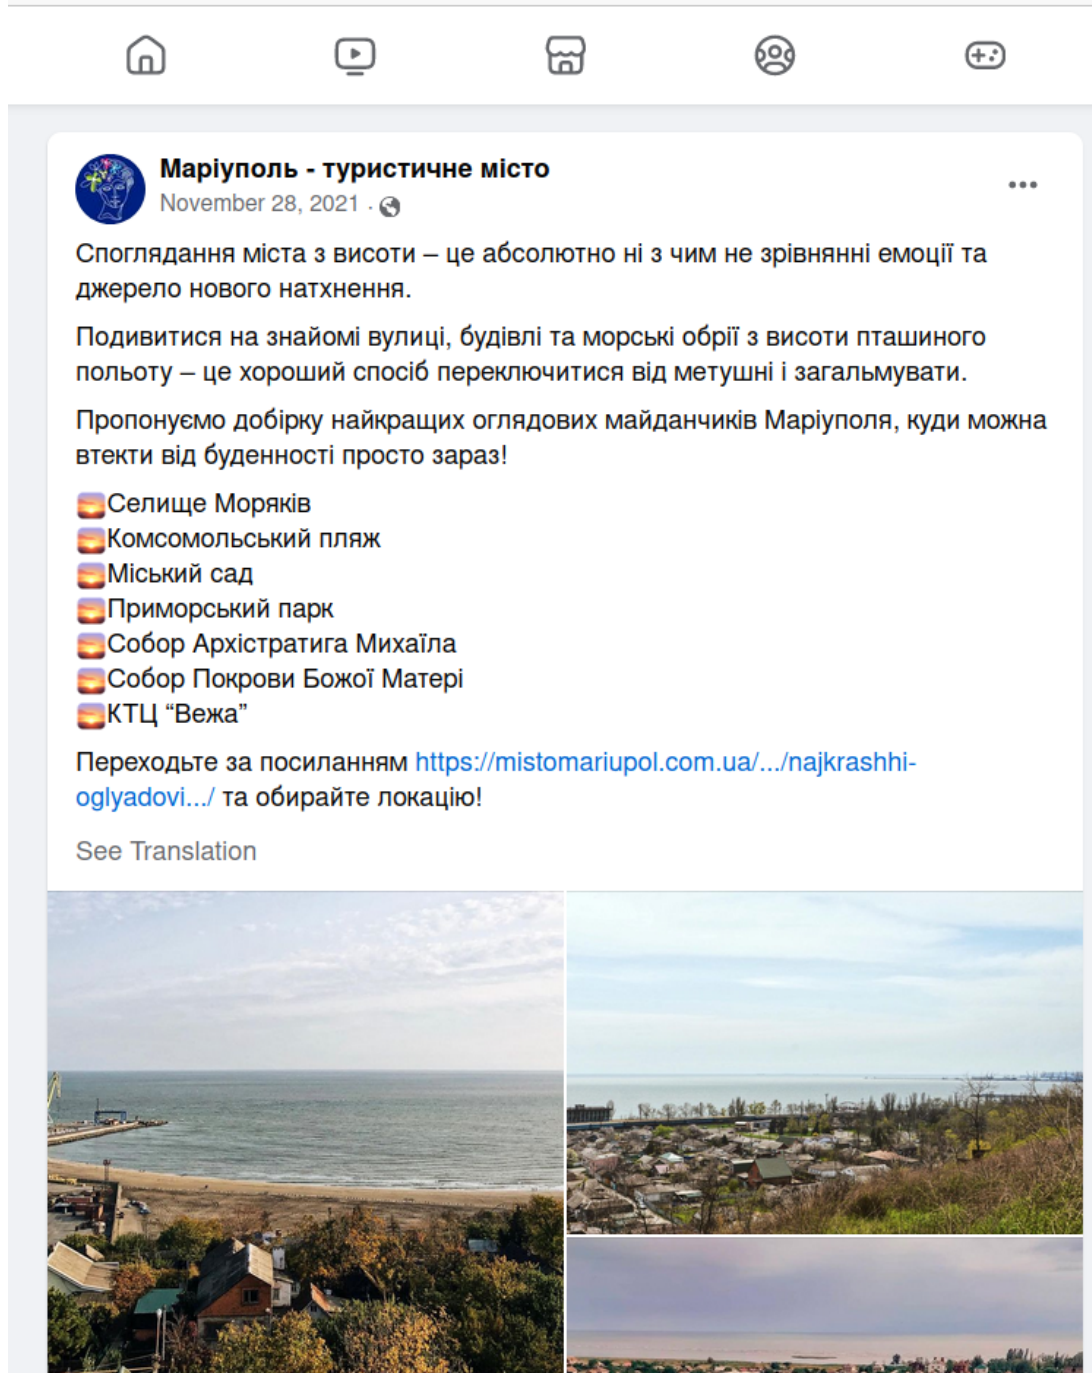 Маріуполь - туристичне місто
November 28, 2021 ·
Споглядання міста з висоти – це абсолютно ні з чим не зрівнянні емоції та
джерело нового натхнення.
Подивитися на знайомі вулиці, будівлі та морські обрії з висоти пташиного
польоту – це хороший спосіб переключитися від метушні і загальмувати.
Пропонуємо добірку найкращих оглядових майданчиків Маріуполя, куди можна
втекти від буденності просто зараз!
🌅Селище Моряків
🌅Комсомольський пляж
🌅Міський сад
🌅Приморський парк
🌅Собор Архістратига Михаїла
🌅Собор Покрови Божої Матері
🌅КТЦ “Вежа”
Переходьте за посиланням https://mistomariupol.com.ua/.../najkrashhi-
oglyadovi.../ та обирайте локацію!
See Translation